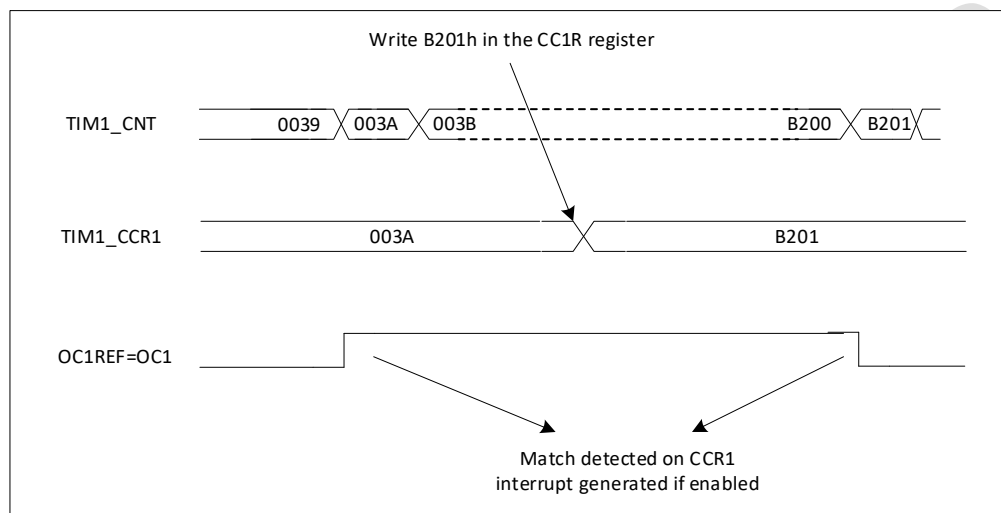 Write B201h in the CC1R register
TIM1_CNT 0039 003A 003B B200 B201
TIM1_CCR1 003A B201
OC1REF=OC1
Match detected on CCR1
interrupt generated if enabled